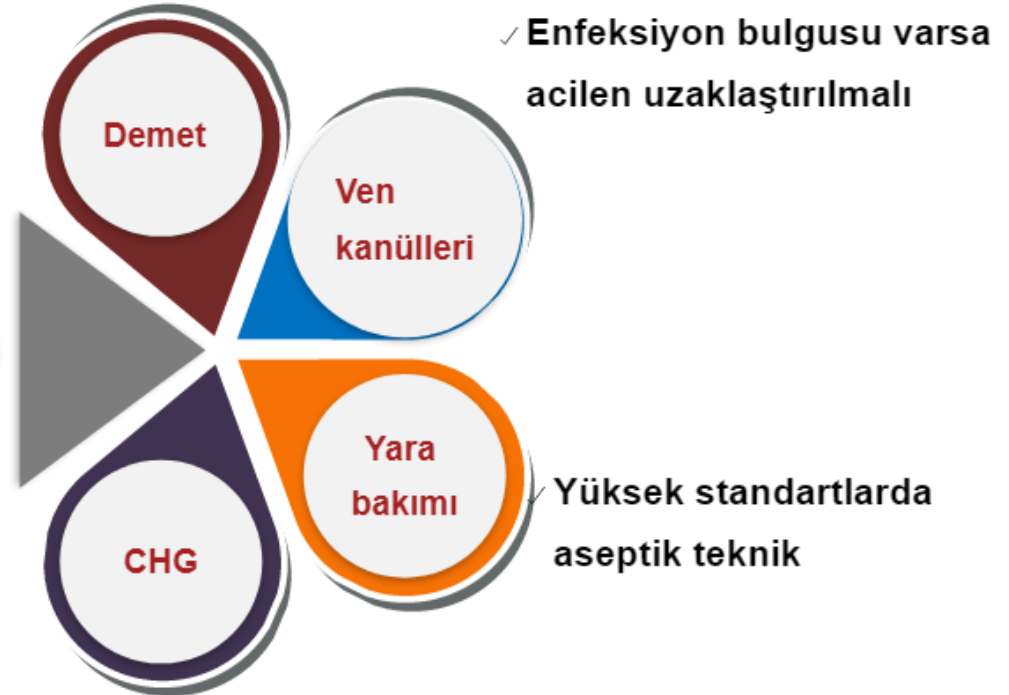 Demet
✓ Enfeksiyon bulgusu varsa
acilen uzaklaştırılmalı
Ven
kanülleri
Yara
bakımı
✓ Yüksek standartlarda
aseptik teknik
CHG